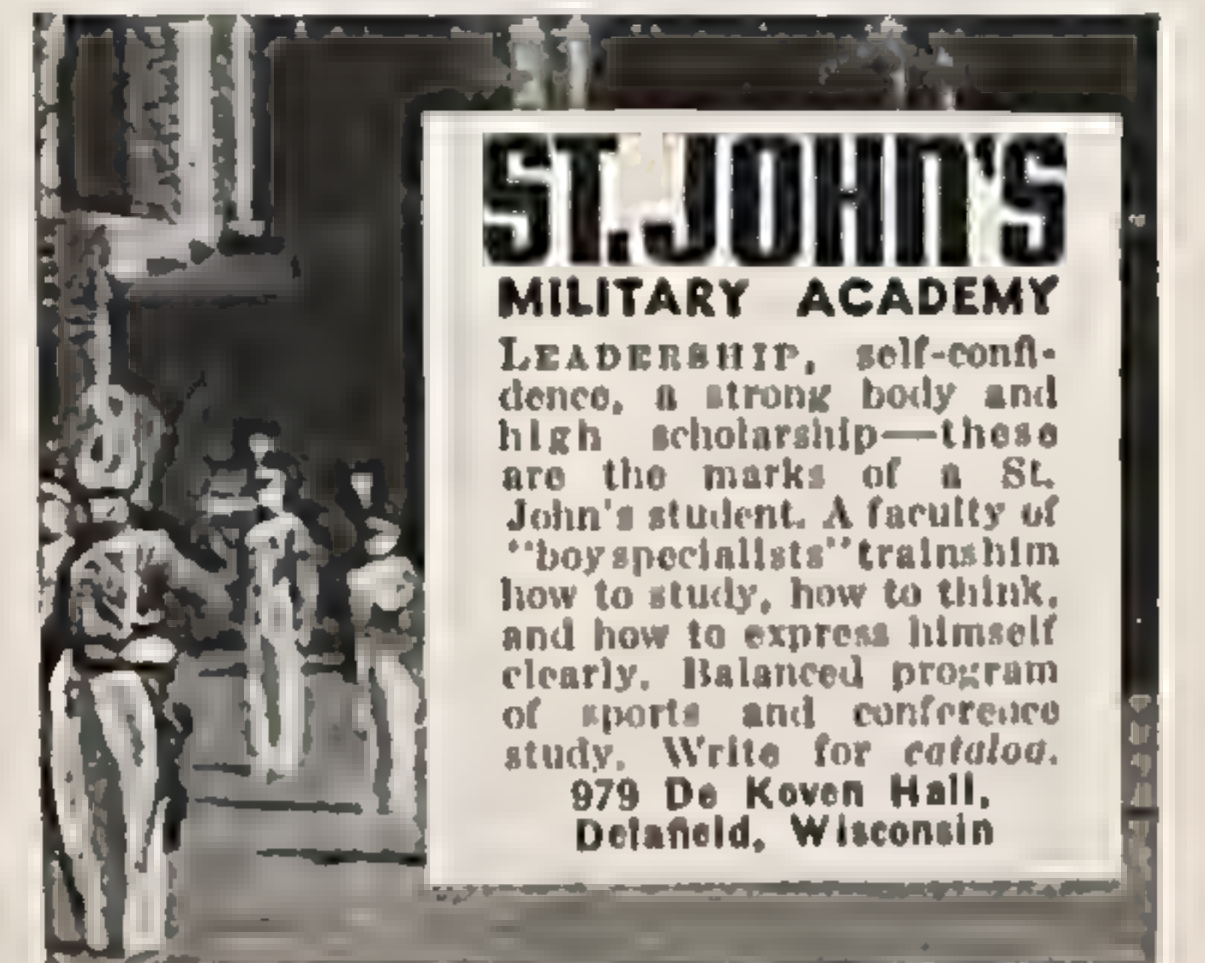 ST. JOHN'S
MILITARY ACADEMY
LEADERSHIP, self-confi-
dence, a strong body and
high scholarship—these
are the marks of a St.
John's student. A faculty of
"boy specialists" trains him
how to study, how to think,
and how to express himself
clearly. Balanced program
of sports and conference
study. Write for catalog.
979 De Koven Hall,
Delafield, Wisconsin